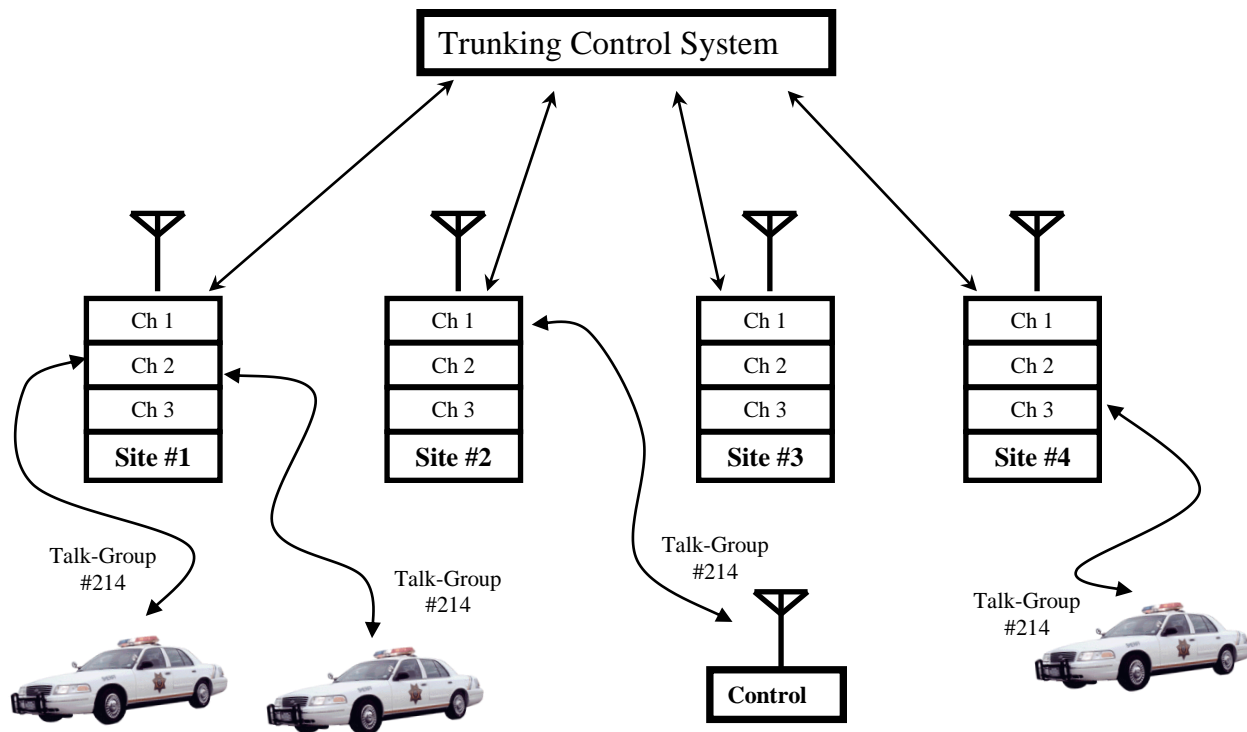 Trunking Control System
Ch 1
Ch 2
Ch 3
Site #1
Ch 1
Ch 2
Ch 3
Site #2
Ch 1
Ch 2
Ch 3
Site #3
Ch 1
Ch 2
Ch 3
Site #4
Talk-Group
#214
Talk-Group
#214
Talk-Group
#214
Talk-Group
#214
Control